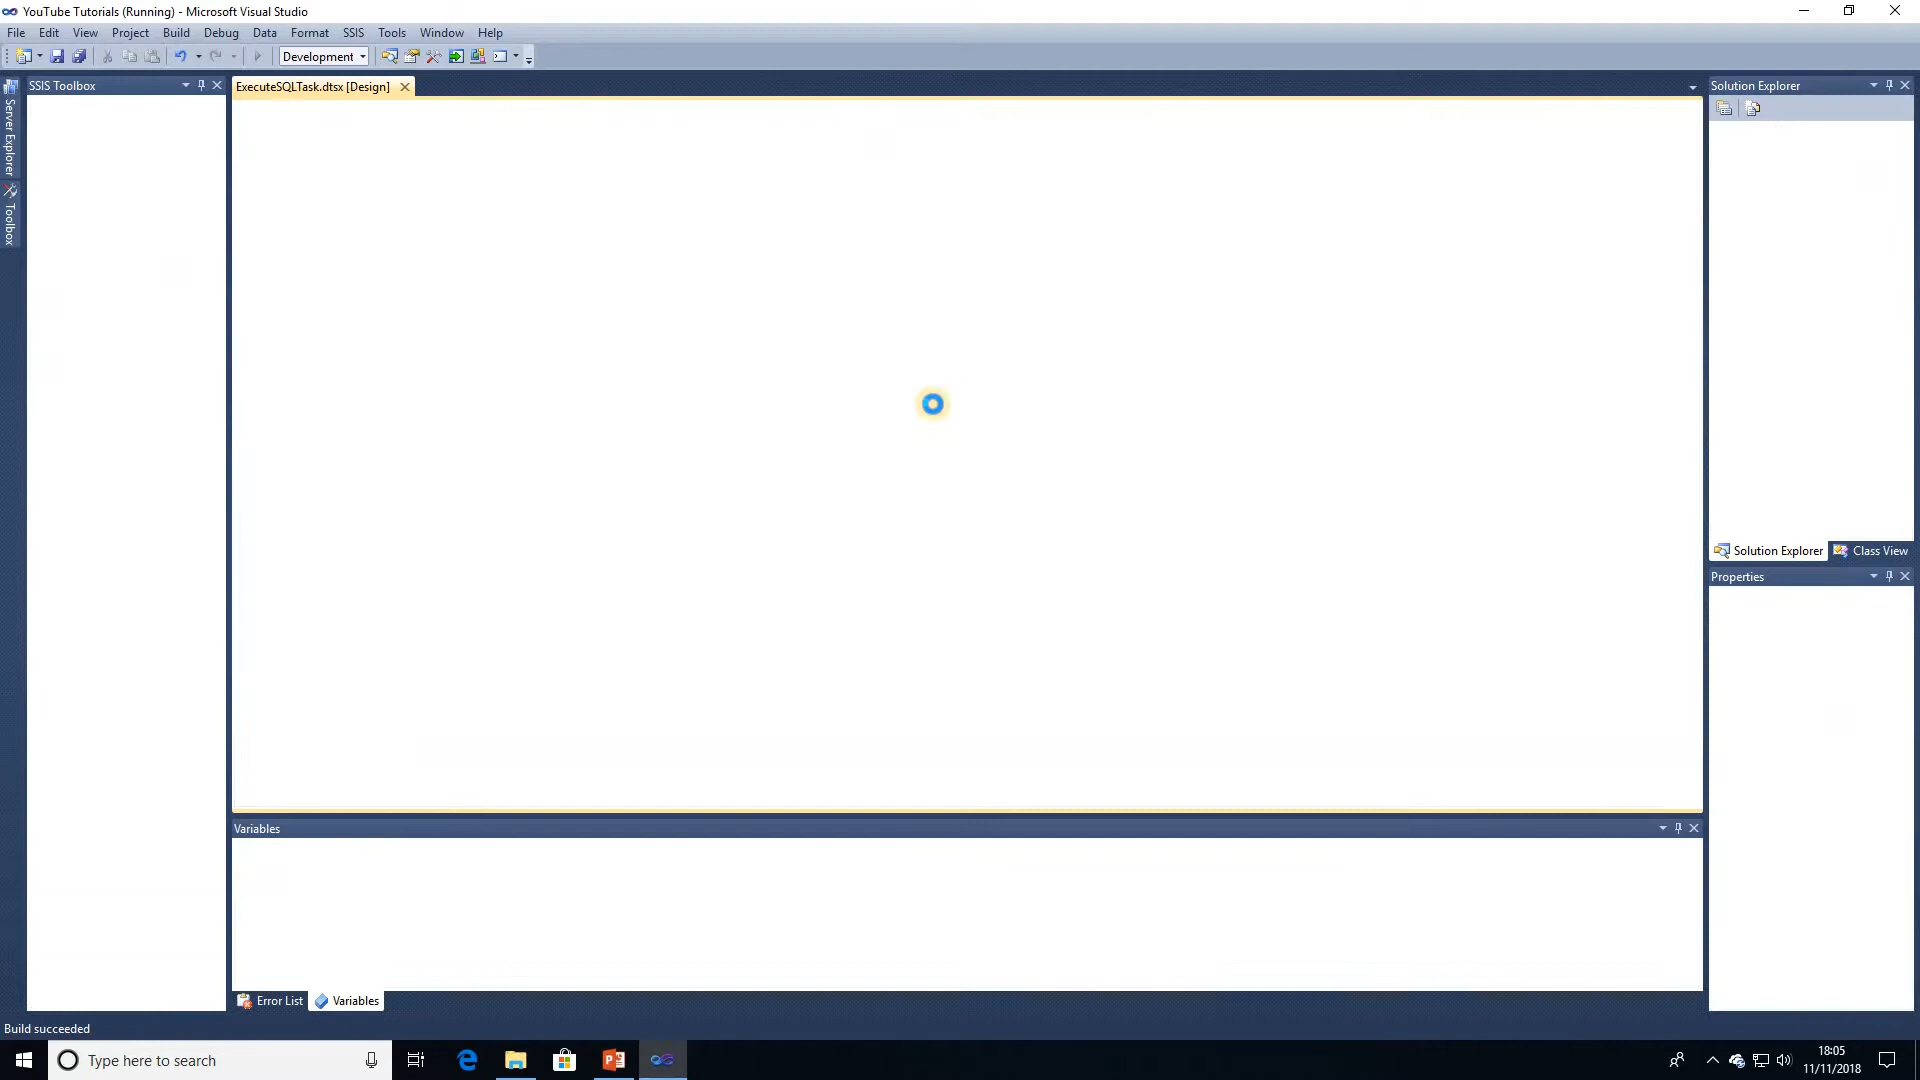 YouTube Tutorials (Running) - Microsoft Visual Studio
File Edit View Project Build Debug Data Format SSIS Tools Window Help
Development
SSIS Toolbox
ExecuteSQLTask.dtsx [Design]
Solution Explorer
Server Explorer
Toolbox
Solution Explorer Class View
Properties
Variables
Error List Variables
Build succeeded
Type here to search
18:05
11/11/2018